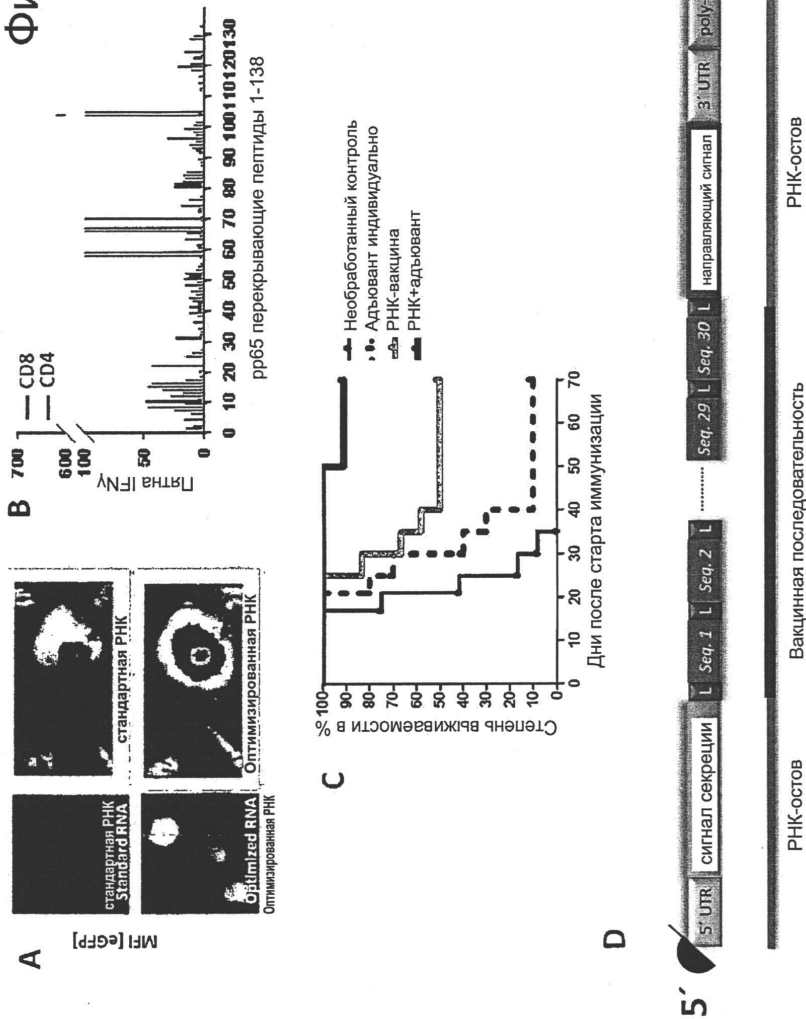 Фи
A
MFI [eGFP]
стандартная РНК
Standard RNA
стандартная РНК
Optimized RNA
Оптимизированная РНК
Оптимизированная РНК
B
700
600
100
50
0
Пятна IFNγ
CD8
CD4
0 10 20 30 40 50 60 70 80 90 100 110 120 130
pp65 перекрывающие пептиды 1-138
C
Степень выживаемости в %
100
90
80
70
60
50
40
30
20
10
0
0 10 20 30 40 50 70
Дни после старта иммунизации
Необработанный контроль
Адъювант индивидуально
РНК-вакцина
РНК+адъювант
D
5´
5´ UTR
сигнал секреции
L Seq. 1 L Seq. 2 L
Seq. 29 L Seq. 30 L
направляющий сигнал
3´ UTR
poly-
РНК-остов
Вакцинная последовательность
РНК-остов